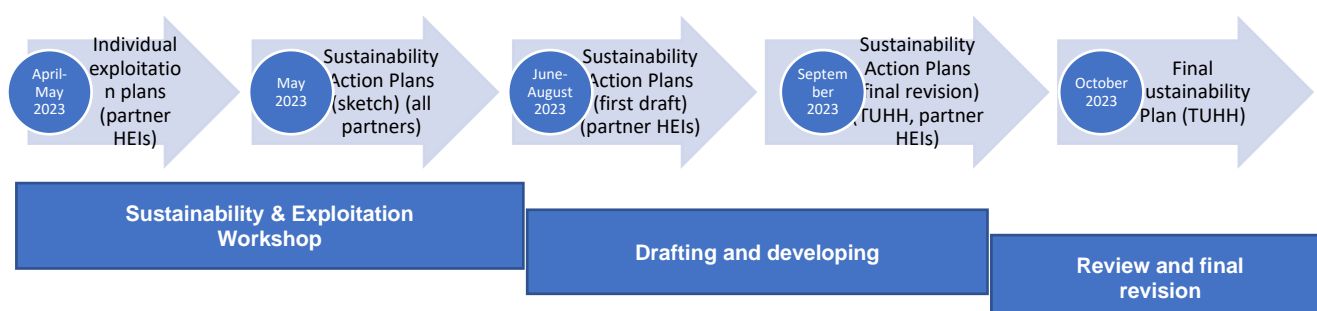 April-
May
2023
Individual
exploitatio
n plans
(partner
HEIs)
May
2023
Sustainability
Action Plans
(sketch) (all
partners)
June-
August
2023
Sustainability
Action Plans
(first draft)
(partner HEIs)
Septem
ber
2023
Sustainability
Action Plans
(final revision)
(TUHH, partner
HEIs)
October
2023
Final
Sustainability
Plan (TUHH)
Sustainability & Exploitation
Workshop
Drafting and developing
Review and final
revision